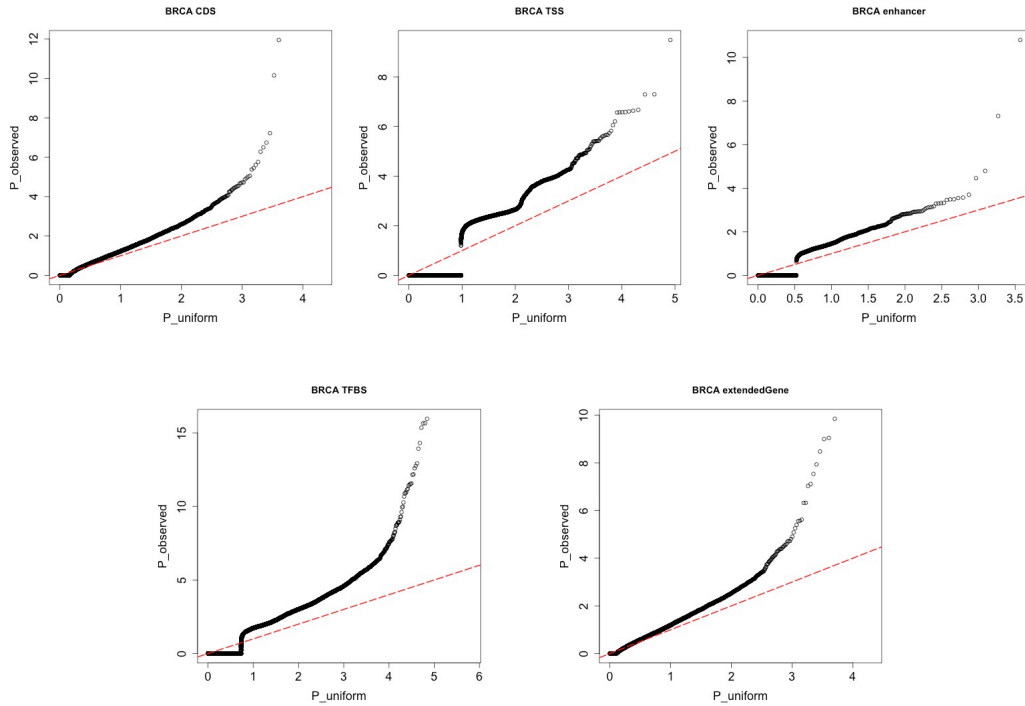 BRCA CDS
P_observed
12
10
8
6
4
2
0
0 1 2 3 4
P_uniform
BRCA TSS
P_observed
8
6
4
2
0
0 1 2 3 4 5
P_uniform
BRCA enhancer
P_observed
10
8
6
4
2
0
0.0 0.5 1.0 1.5 2.0 2.5 3.0 3.5
P_uniform
BRCA TFBS
P_observed
15
10
5
0
0 1 2 3 4 5 6
P_uniform
BRCA extendedGene
P_observed
10
8
6
4
2
0
0 1 2 3 4
P_uniform